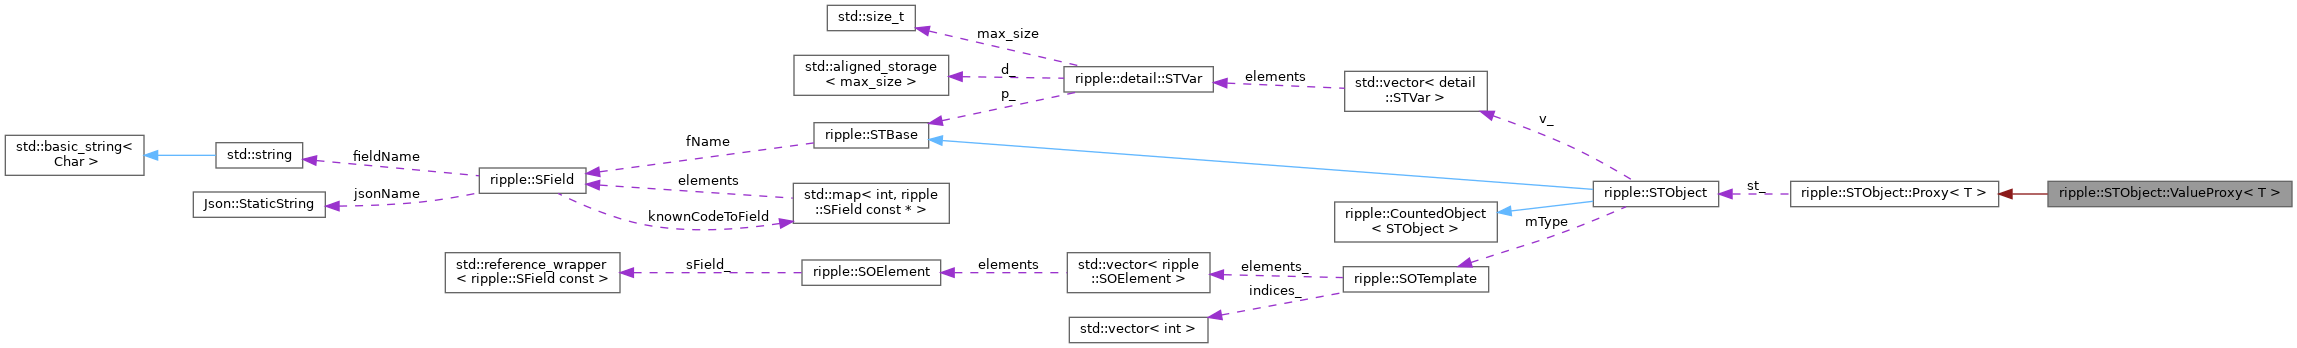 std::size_t
max_size
std::aligned_storage
< max_size >
d_
ripple::detail::STVar
elements
std::vector< detail
::STVar >
p_
v_
ripple::STBase
fName
std::basic_string<
Char >
std::string
fieldName
ripple::SField
elements
std::map< int, ripple
::SField const * >
jsonName
Json::StaticString
knownCodeToField
ripple::STObject
st_
ripple::STObject::Proxy< T >
ripple::STObject::ValueProxy< T >
ripple::CountedObject
< STObject >
mType
std::reference_wrapper
< ripple::SField const >
sField_
ripple::SOElement
elements
std::vector< ripple
::SOElement >
elements_
ripple::SOTemplate
indices_
std::vector< int >